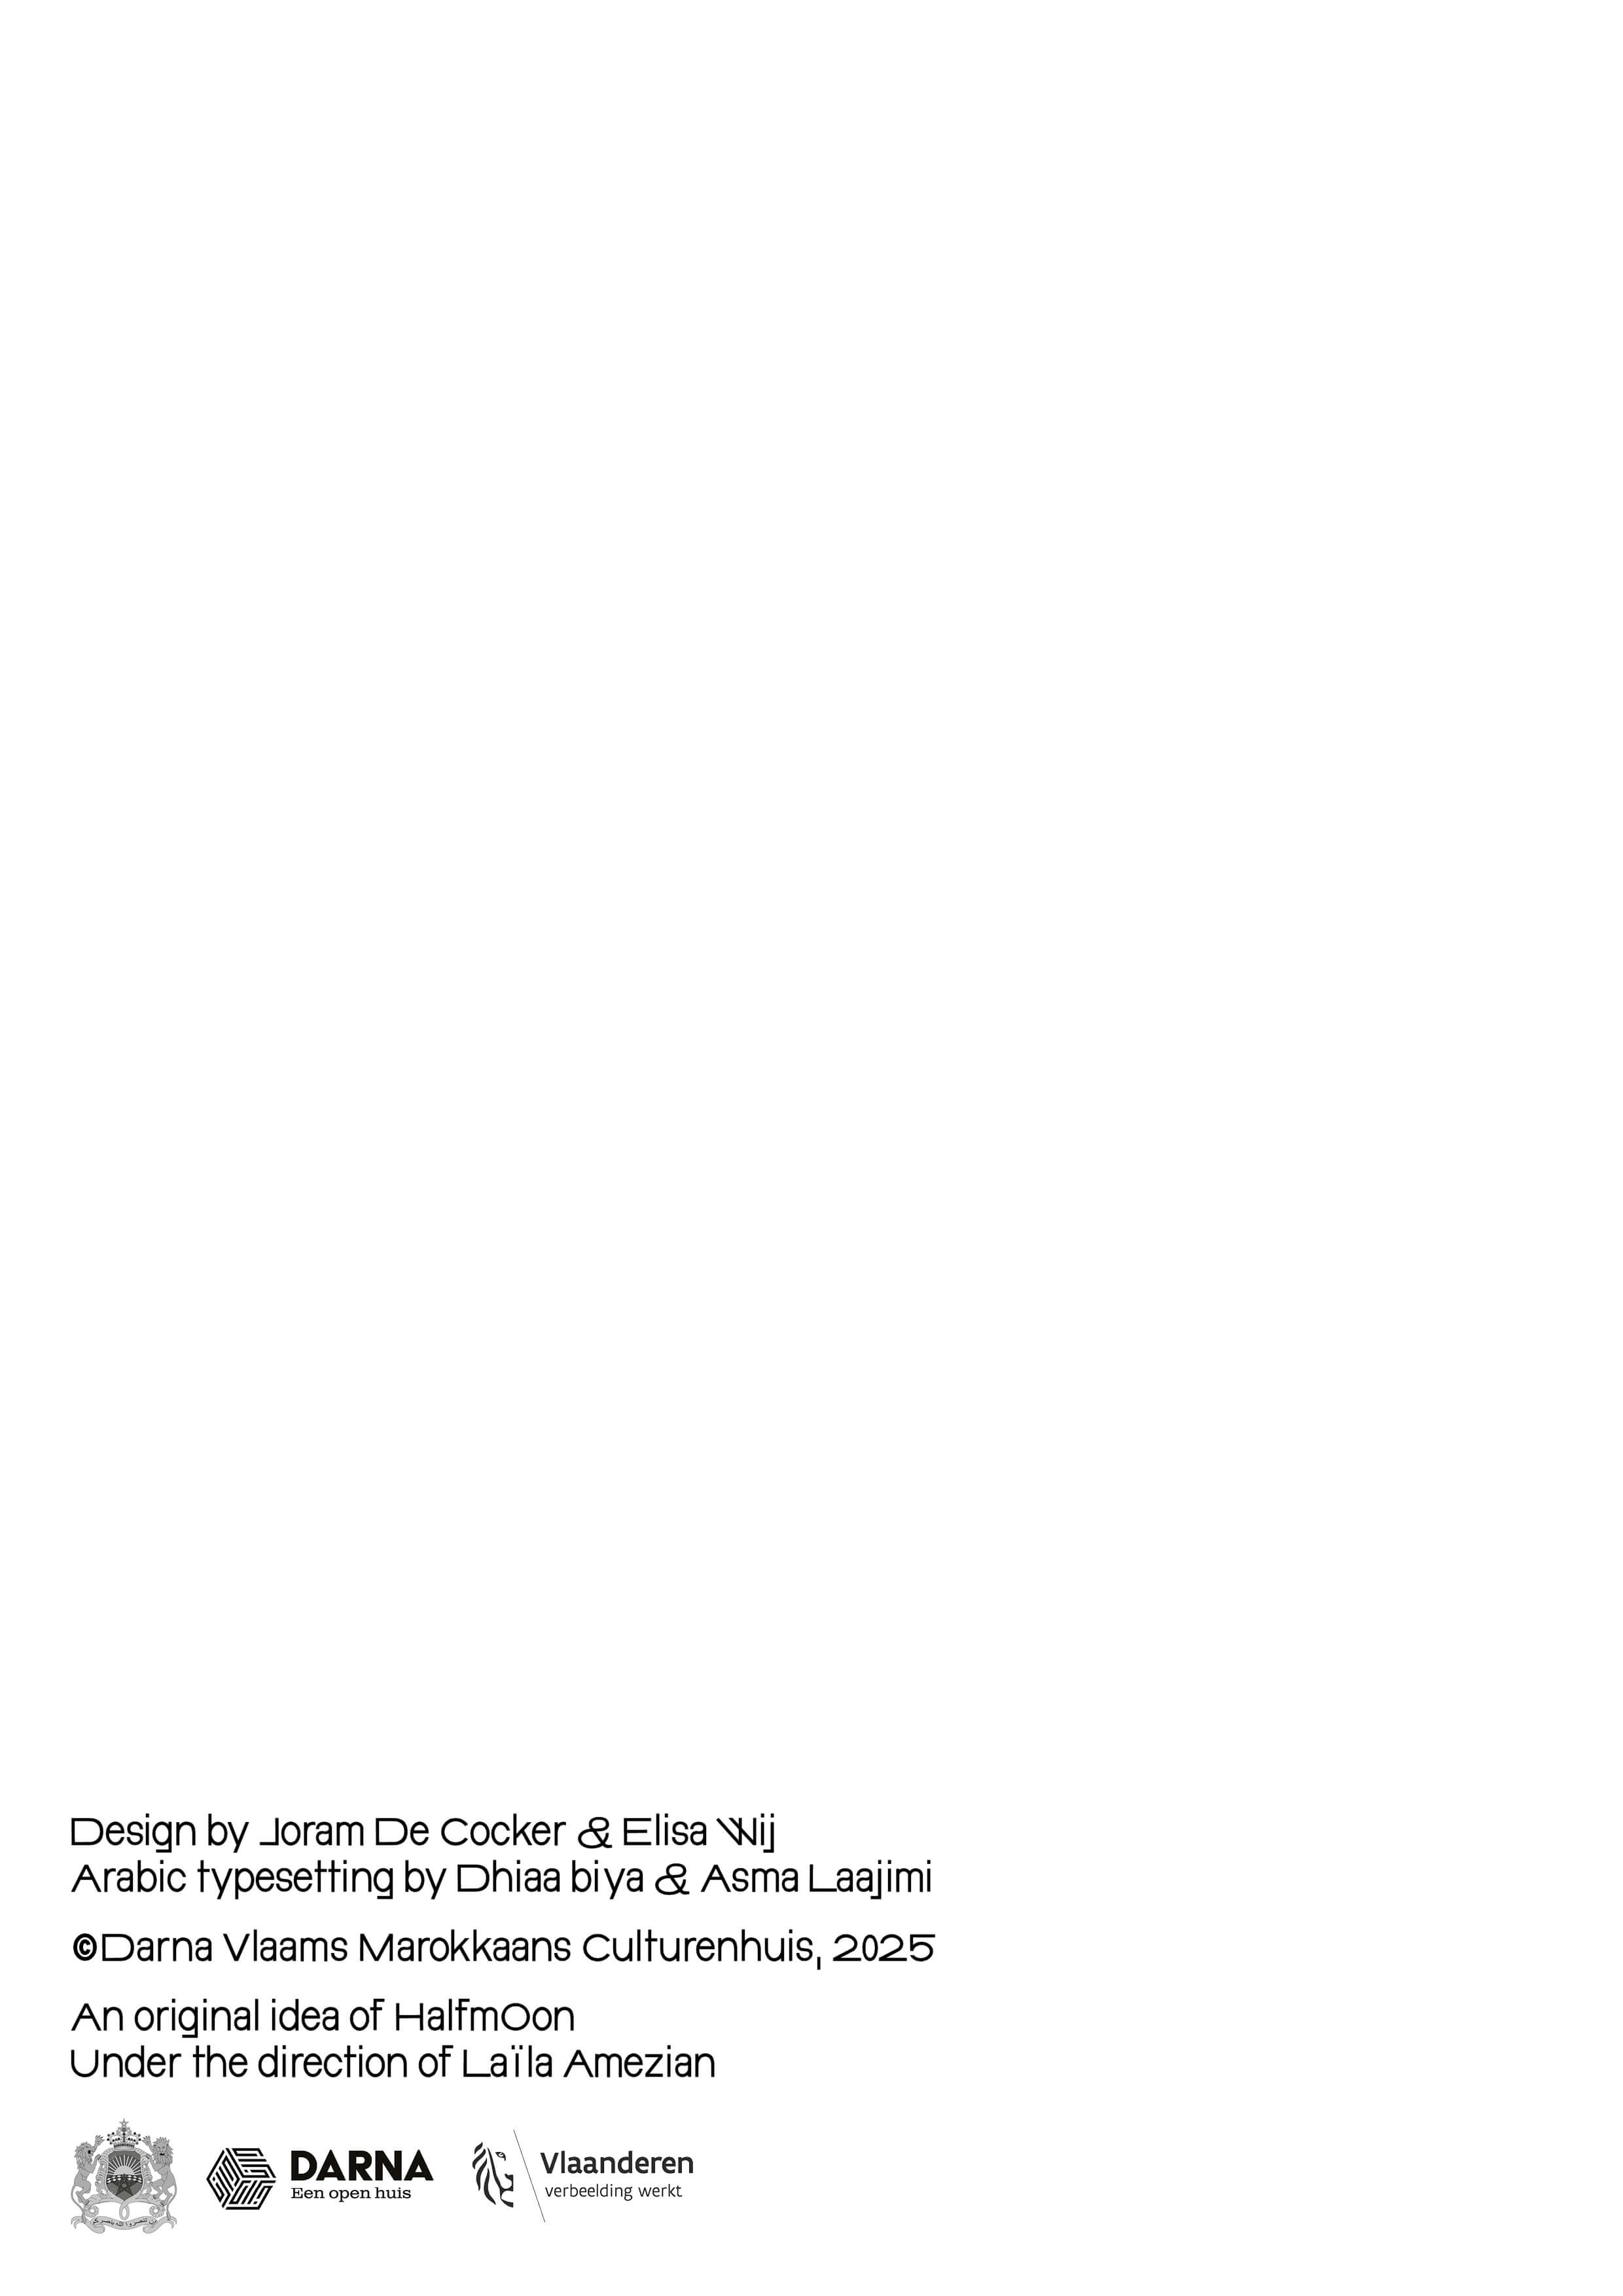 Design by Joram De Cocker & Elisa Wij
Arabic typesetting by Dhiaa biya & Asma Laajimi
©Darna Vlaams Marokkaans Culturenhuis, 2025
An original idea of HalfmOon
Under the direction of Laïla Amezian
DARNA
Een open huis
Vlaanderen
verbeelding werkt